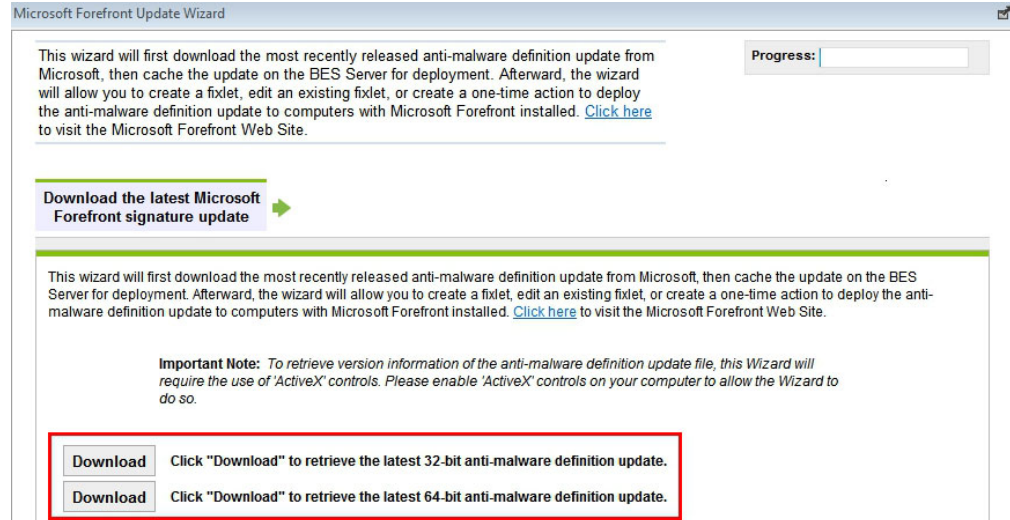 Microsoft Forefront Update Wizard
This wizard will first download the most recently released anti-malware definition update from
Microsoft, then cache the update on the BES Server for deployment. Afterward, the wizard
will allow you to create a fixlet, edit an existing fixlet, or create a one-time action to deploy
the anti-malware definition update to computers with Microsoft Forefront installed. Click here
to visit the Microsoft Forefront Web Site.
Progress:
Download the latest Microsoft
Forefront signature update
This wizard will first download the most recently released anti-malware definition update from Microsoft, then cache the update on the BES
Server for deployment. Afterward, the wizard will allow you to create a fixlet, edit an existing fixlet, or create a one-time action to deploy the anti-
malware definition update to computers with Microsoft Forefront installed. Click here to visit the Microsoft Forefront Web Site.
Important Note: To retrieve version information of the anti-malware definition update file, this Wizard will
require the use of 'ActiveX' controls. Please enable 'ActiveX' controls on your computer to allow the Wizard to
do so.
Download Click "Download" to retrieve the latest 32-bit anti-malware definition update.
Download Click "Download" to retrieve the latest 64-bit anti-malware definition update.